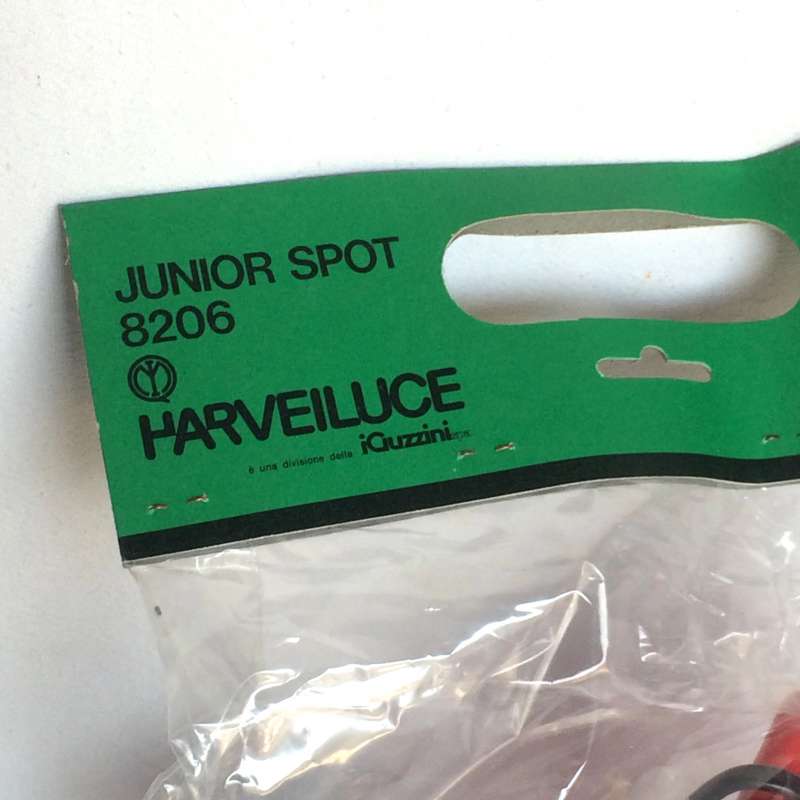 JUNIOR SPOT
8206
HARVEILUCE
è una divisione della iGuzzini